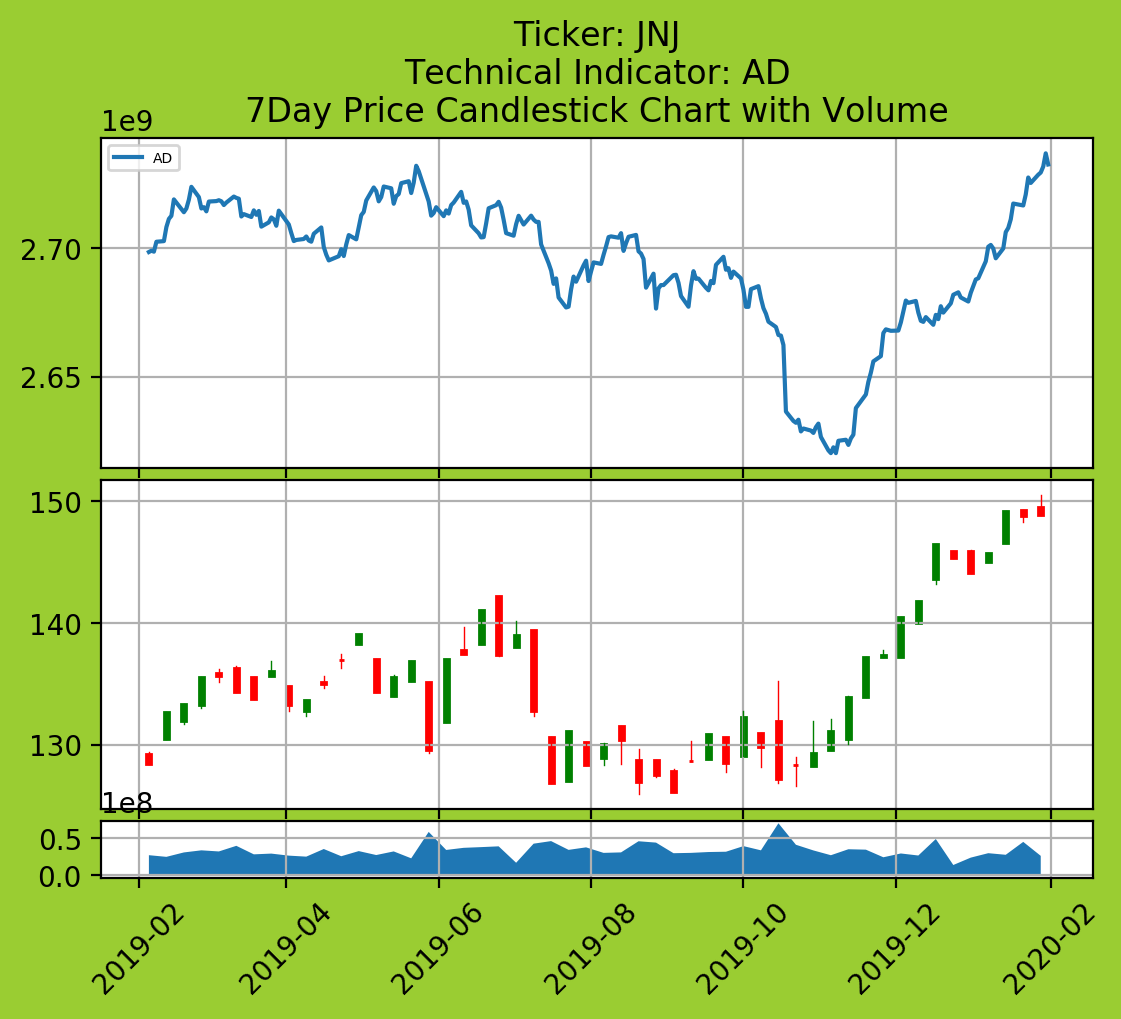 Ticker: JNJ
Technical Indicator: AD
7Day Price Candlestick Chart with Volume
1e9
AD
2.70
2.65
150
140
130
1e8
0.5
0.0
2019-02
2019-04
2019-06
2019-08
2019-10
2019-12
2020-02